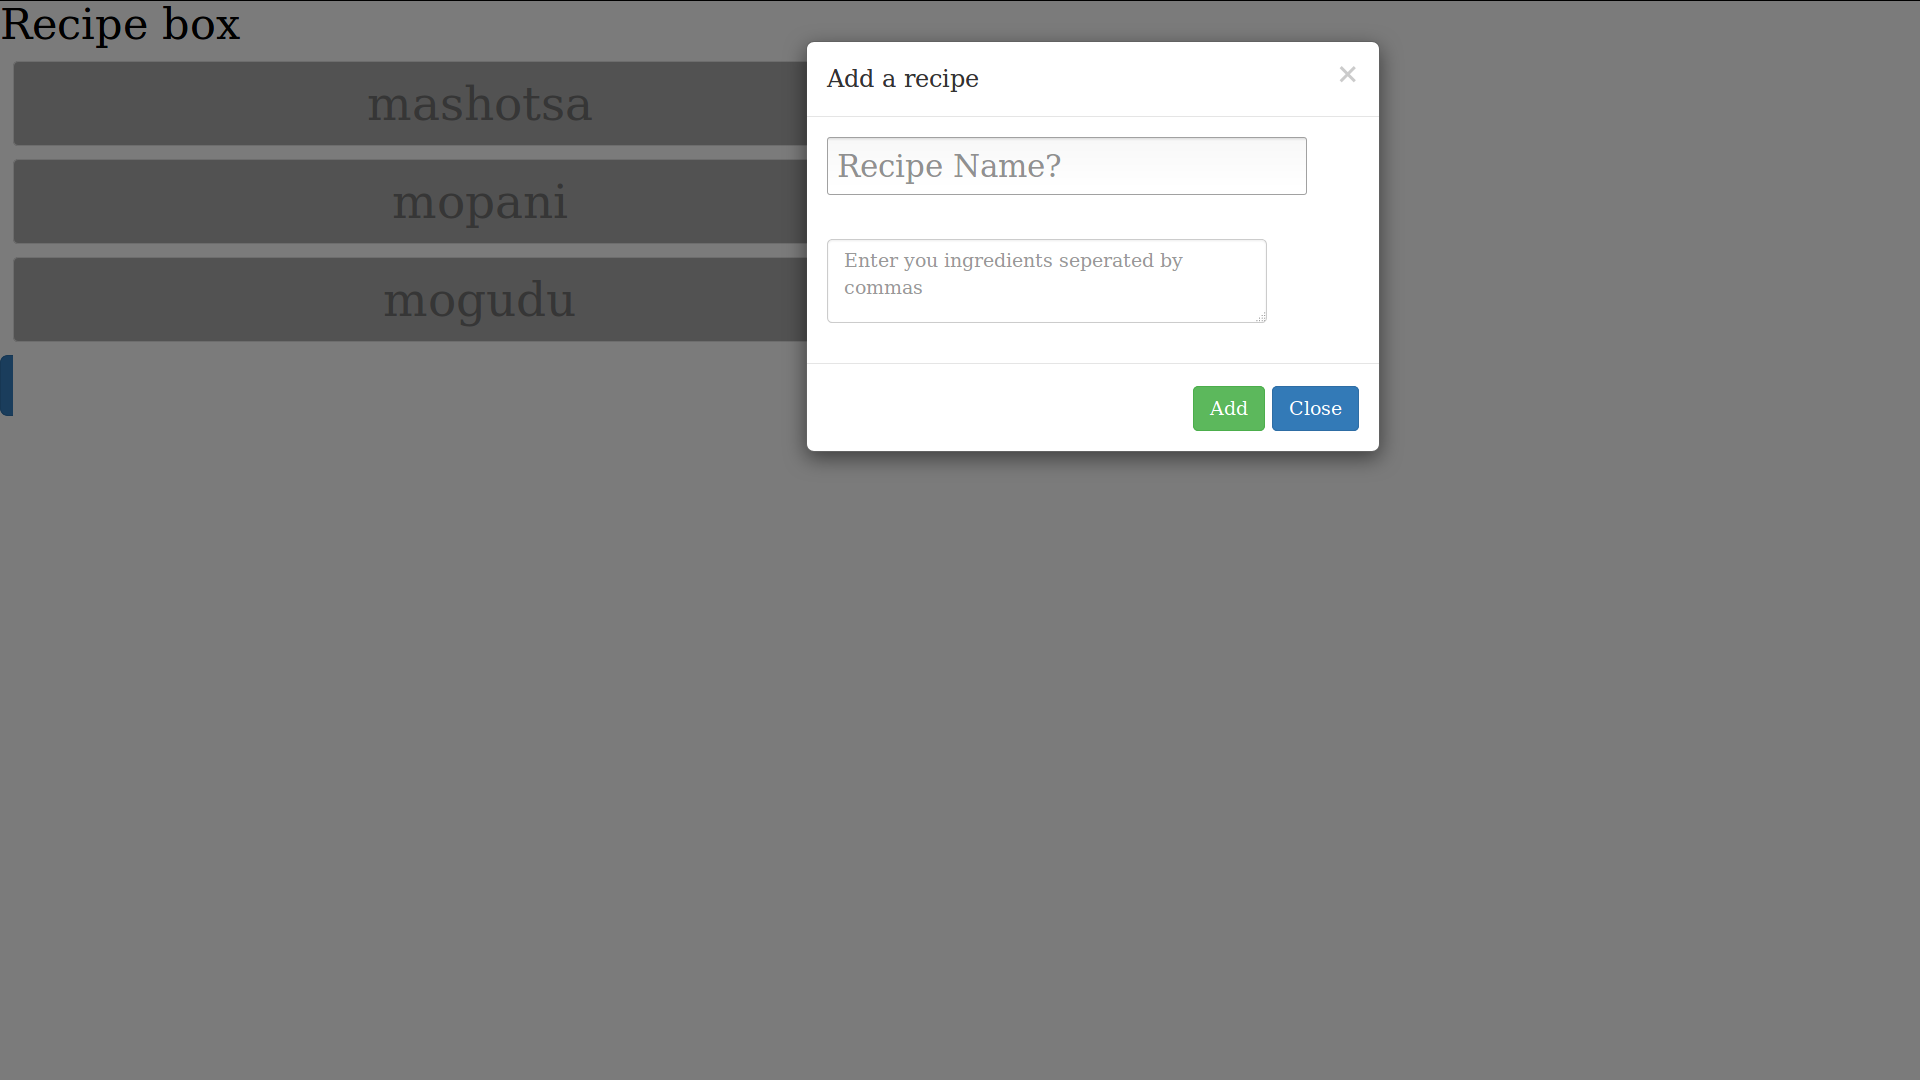 Recipe box
mashotsa
mopani
mogudu
Add a recipe
×
Recipe Name?
Enter you ingredients seperated by
commas
Add
Close